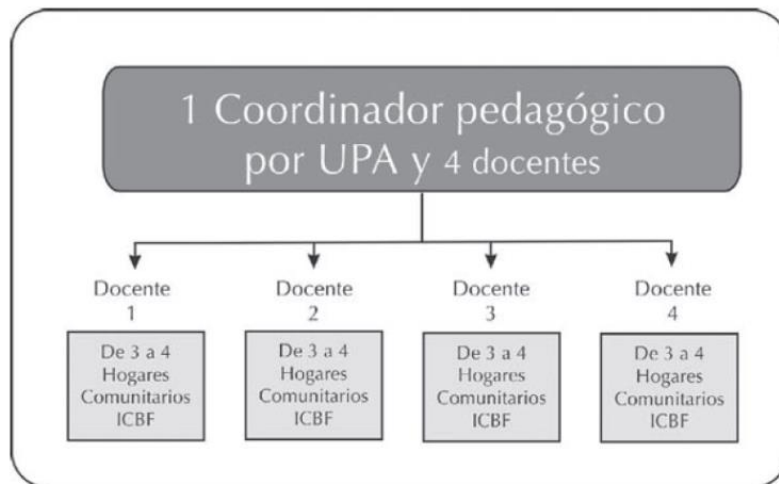 1 Coordinador pedagógico
por UPA y 4 docentes
Docente
1
Docente
2
Docente
3
Docente
4
De 3 a 4
Hogares
Comunitarios
ICBF
De 3 a 4
Hogares
Comunitarios
ICBF
De 3 a 4
Hogares
Comunitarios
ICBF
De 3 a 4
Hogares
Comunitarios
ICBF